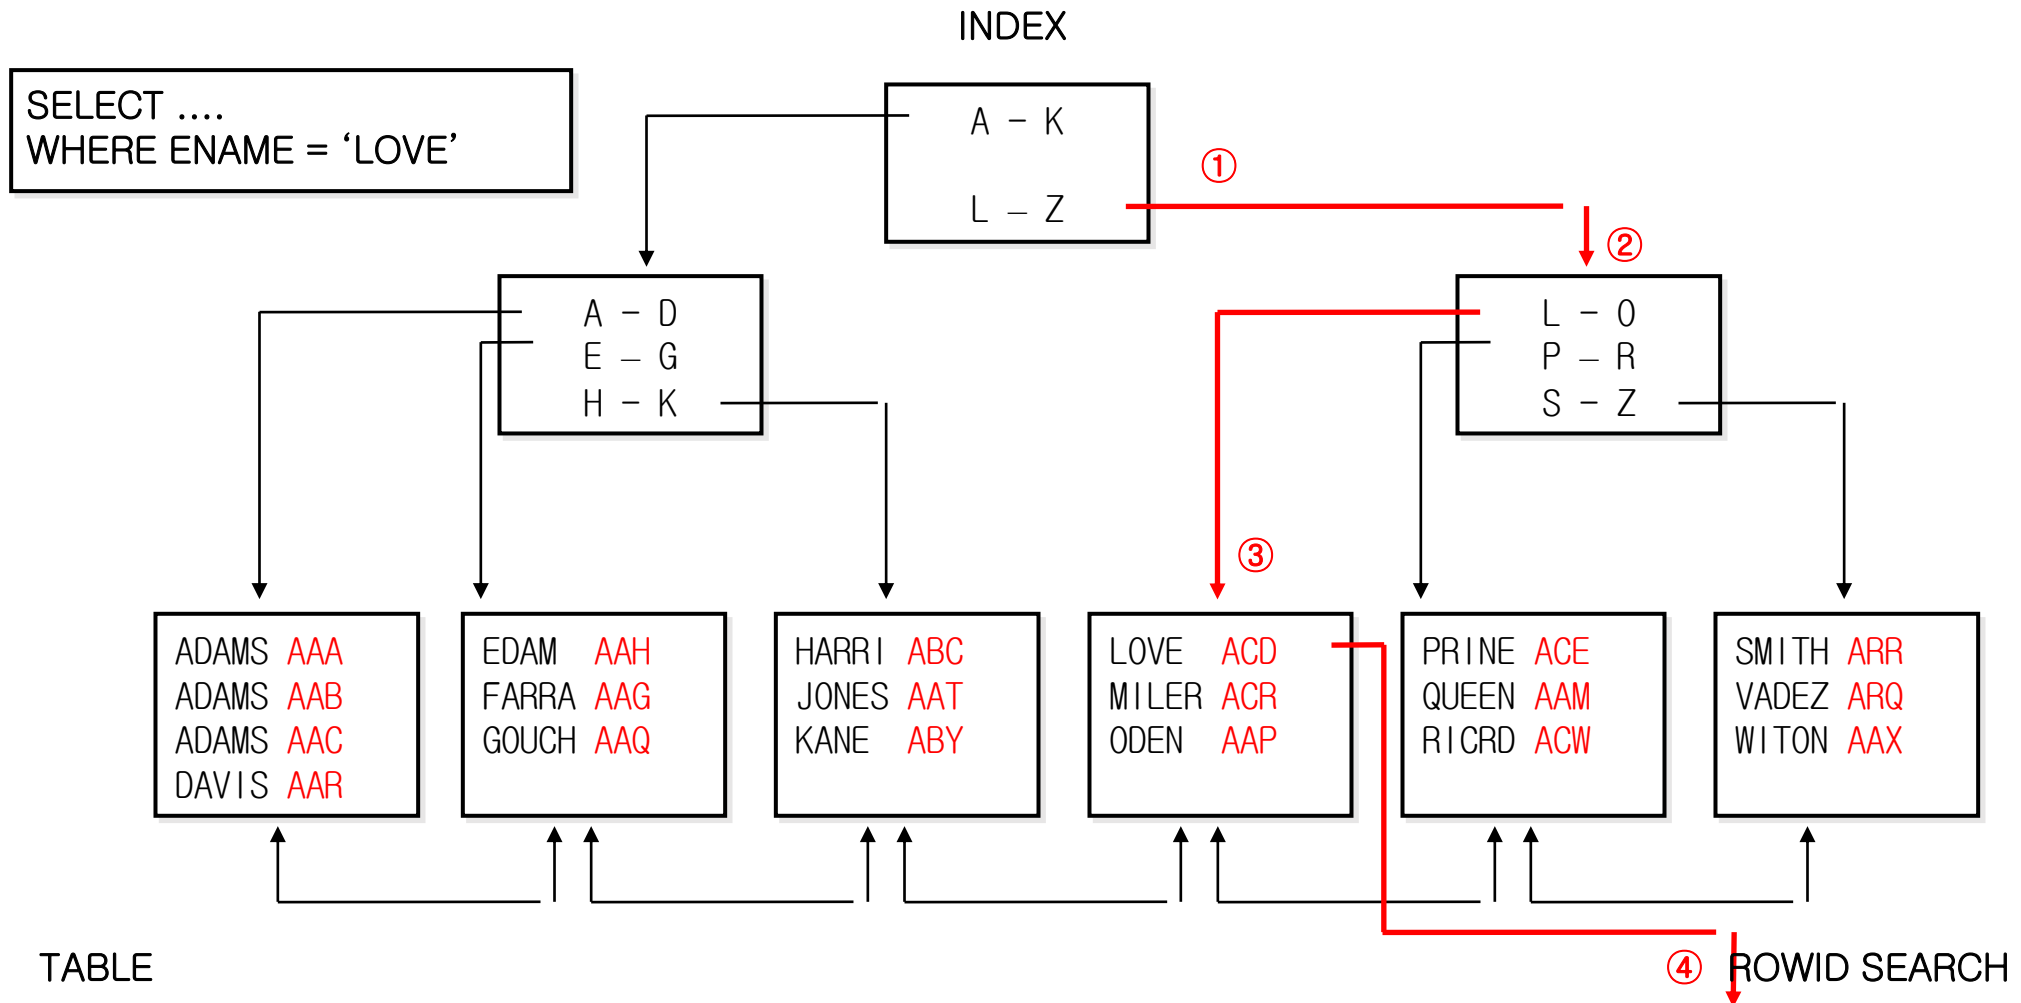 INDEX
SELECT ....
WHERE ENAME = ‘LOVE’
A - K
L - Z
①
②
A - D
E - G
H - K
L - O
P - R
S - Z
③
ADAMS AAA
ADAMS AAB
ADAMS AAC
DAVIS AAR
EDAM AAH
FARRA AAG
GOUCH AAQ
HARRI ABC
JONES AAT
KANE ABY
LOVE ACD
MILER ACR
ODEN AAP
PRINE ACE
QUEEN AAM
RICRD ACW
SMITH ARR
VADEZ ARQ
WITON AAX
TABLE
④ ROWID SEARCH